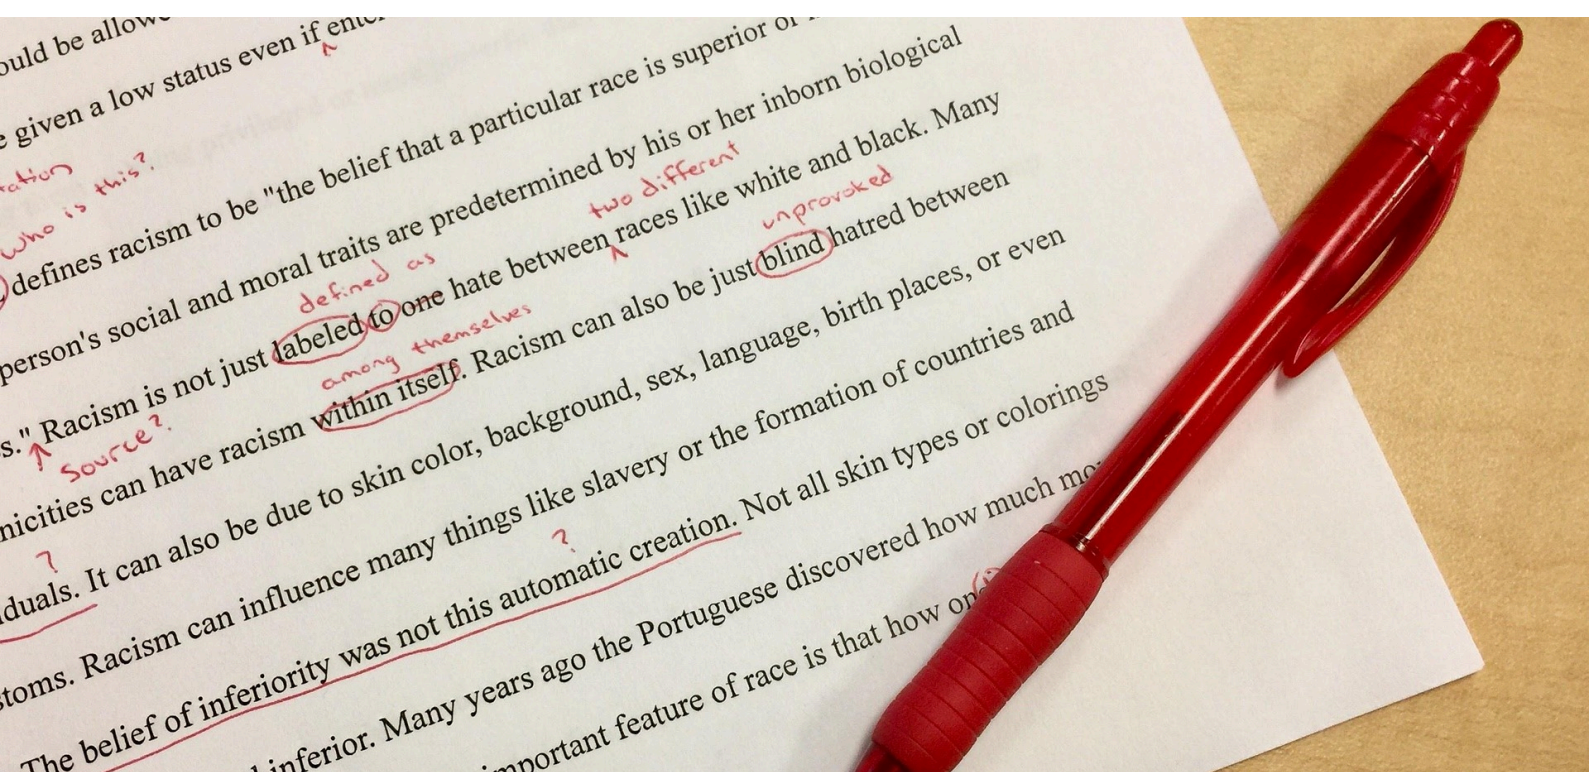 ould be allow
e given a low status even if
tation
who is this?
defines racism to be "the belief that a particular race is superior
person's social and moral traits are predetermined by his or her inborn biological
defined as
two different
s." Racism is not just labeled to one hate between races like white and black. Many
source?
among themselves
unprovoked
nicities can have racism within itself. Racism can also be just blind hatred between
?
duals. It can also be due to skin color, background, sex, language, birth places, or even
stoms. Racism can influence many things like slavery or the formation of countries and
?
The belief of inferiority was not this automatic creation. Not all skin types or colorings
inferior. Many years ago the Portuguese discovered how much
important feature of race is that how